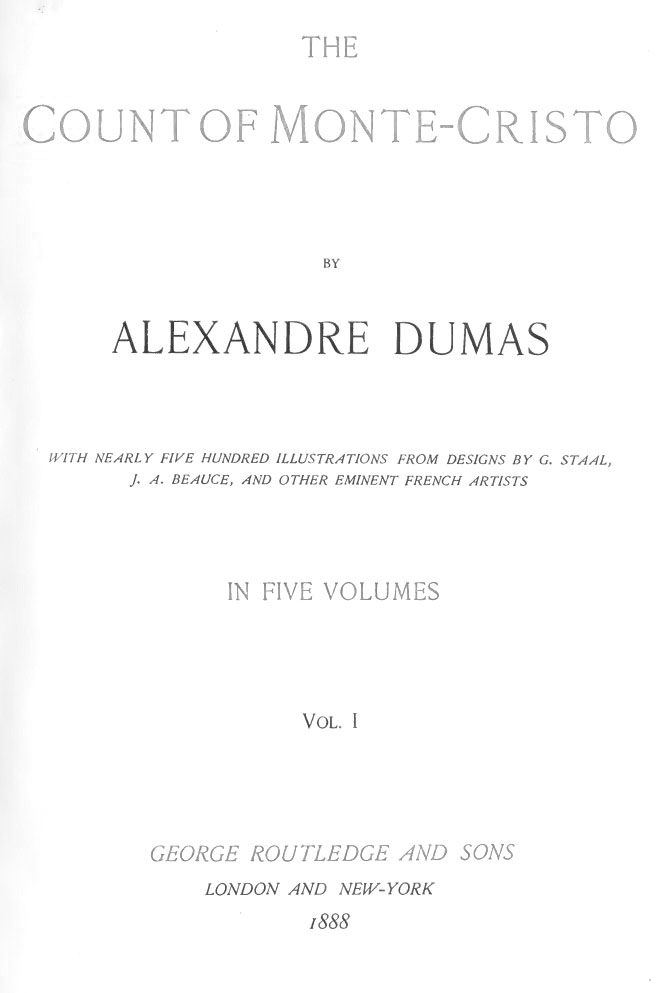 THE
COUNT OF MONTE-CRISTO
BY
ALEXANDRE DUMAS
WITH NEARLY FIVE HUNDRED ILLUSTRATIONS FROM DESIGNS BY G. STAAL,
J. A. BEAUCE, AND OTHER EMINENT FRENCH ARTISTS
IN FIVE VOLUMES
VOL. I
GEORGE ROUTLEDGE AND SONS
LONDON AND NEW-YORK
1888